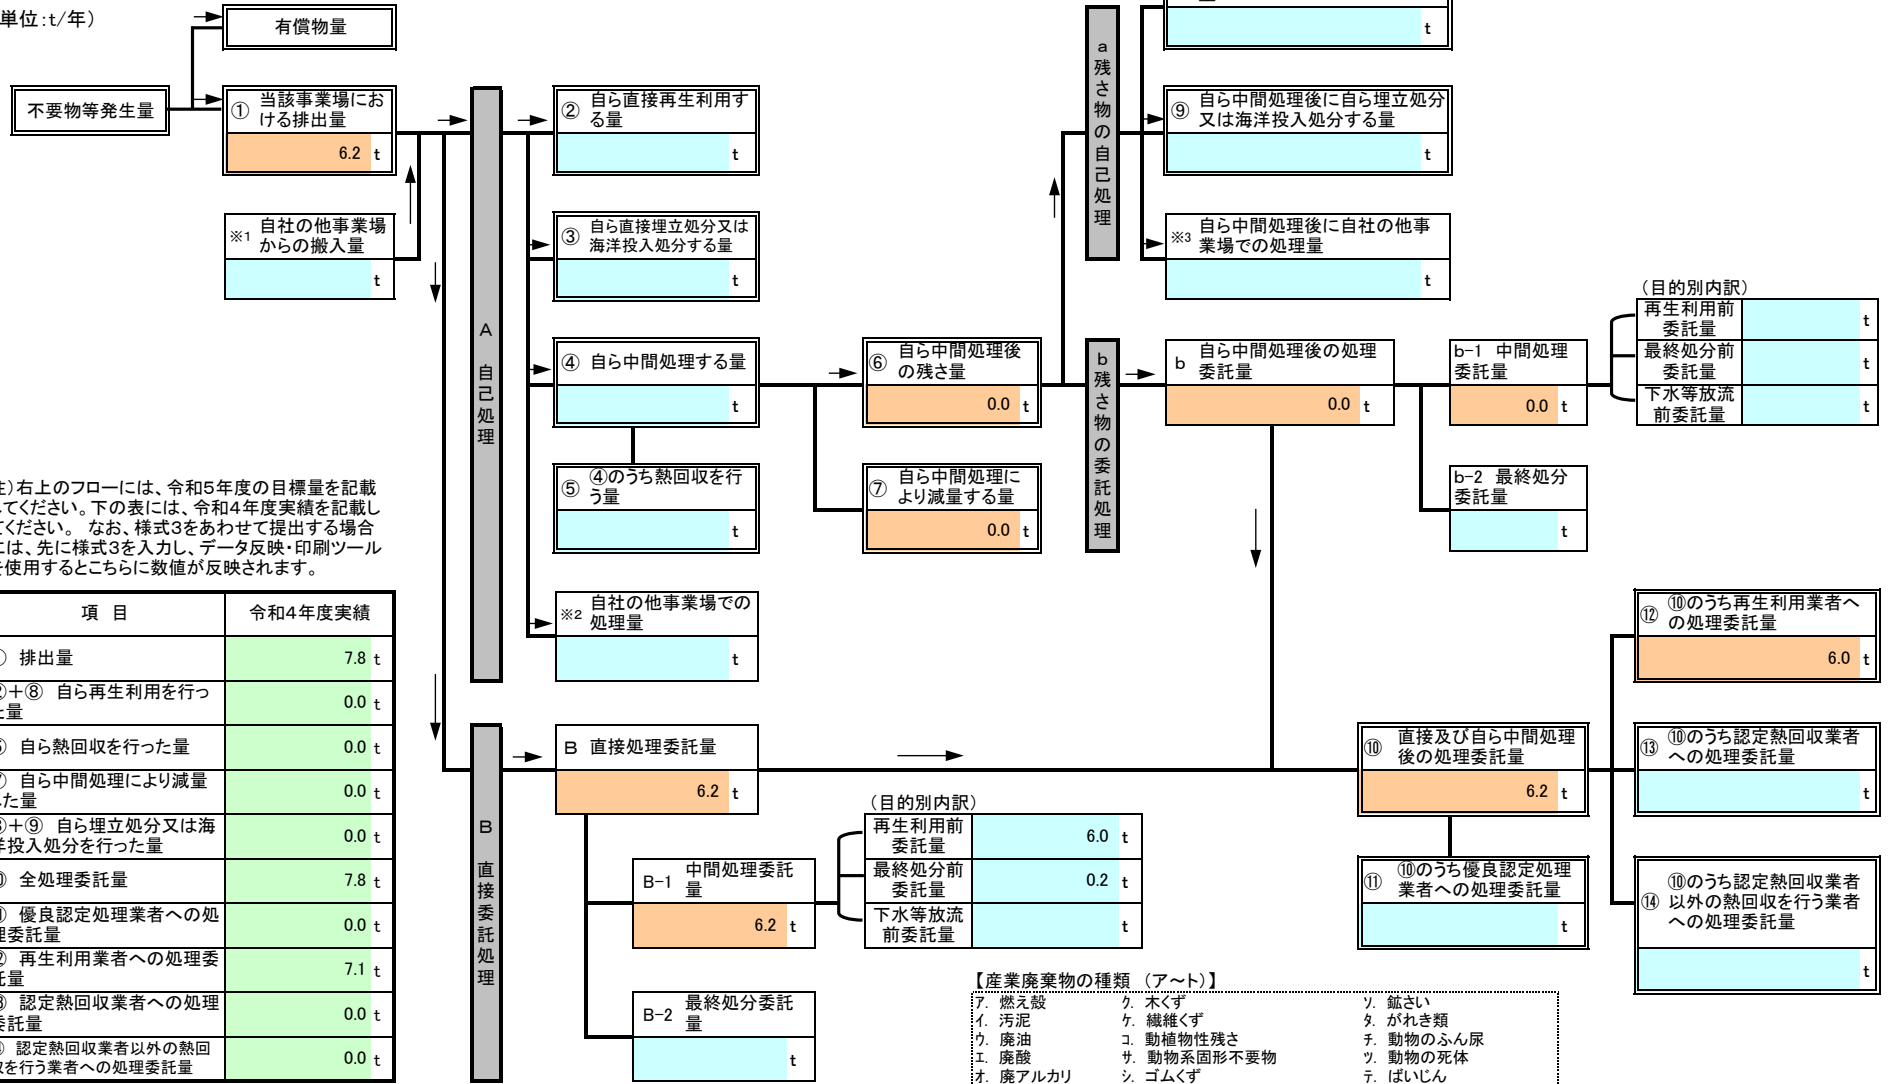 単位：t/年）
有償物量
不要物等発生量
① 当該事業場にお
ける排出量
6.2 t
※1 自社の他事業場
からの搬入量
t
A 自己処理
② 自ら直接再生利用す
る量
t
③ 自ら直接埋立処分又は
海洋投入処分する量
t
④ 自ら中間処理する量
t
⑤ ④のうち熱回収を行
う量
t
※2 自社の他事業場での
処理量
t
⑥ 自ら中間処理後
の残さ量
0.0 t
⑦ 自ら中間処理に
より減量する量
0.0 t
a 残さ物の自己処理
t
⑨ 自ら中間処理後に自ら埋立処分
又は海洋投入処分する量
t
※3 自ら中間処理後に自社の他事
業場での処理量
t
b 残さ物の委託処理
b 自ら中間処理後の処理
委託量
0.0 t
b-1 中間処理
委託量
0.0 t
b-2 最終処分
委託量
t
（目的別内訳）
再生利用前
委託量 t
最終処分前
委託量 t
下水等放流
前委託量 t
注）右上のフローには、令和５年度の目標量を記載
してください。下の表には、令和４年度実績を記載し
てください。 なお、様式３をあわせて提出する場合
には、先に様式３を入力し、データ反映・印刷ツール
を使用するとこちらに数値が反映されます。
項 目 令和４年度実績
① 排出量 7.8 t
②＋⑧ 自ら再生利用を行っ
た量 0.0 t
⑤ 自ら熱回収を行った量 0.0 t
⑦ 自ら中間処理により減量
した量 0.0 t
③＋⑨ 自ら埋立処分又は海
洋投入処分を行った量 0.0 t
⑩ 全処理委託量 7.8 t
⑪ 優良認定処理業者への処
理委託量 0.0 t
⑫ 再生利用業者への処理委
託量 7.1 t
⑬ 認定熱回収業者への処理
委託量 0.0 t
⑭ 認定熱回収業者以外の熱回
収を行う業者への処理委託量 0.0 t
B 直接委託処理
B 直接処理委託量
6.2 t
B-1 中間処理委託
量
6.2 t
B-2 最終処分委託
量
t
（目的別内訳）
再生利用前
委託量 6.0 t
最終処分前
委託量 0.2 t
下水等放流
前委託量 t
⑩ 直接及び自ら中間処理
後の処理委託量
6.2 t
⑪ ⑩のうち優良認定処理
業者への処理委託量
t
⑫ ⑩のうち再生利用業者へ
の処理委託量
6.0 t
⑬ ⑩のうち認定熱回収業者
への処理委託量
t
⑭ ⑩のうち認定熱回収業者
以外の熱回収を行う業者
への処理委託量
t
【産業廃棄物の種類 （ア～ト）】
ア. 燃え殻 ク. 木くず ソ. 鉱さい
イ. 汚泥 ケ. 繊維くず タ. がれき類
ウ. 廃油 コ. 動植物性残さ チ. 動物のふん尿
エ. 廃酸 サ. 動物系固形不要物 ツ. 動物の死体
オ. 廃アルカリ シ. ゴムくず テ. ばいじん